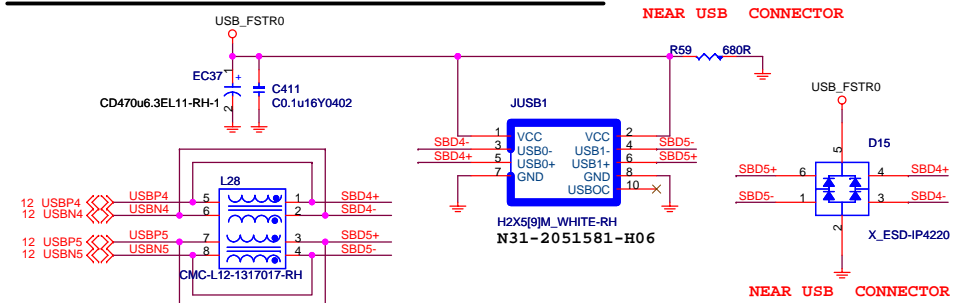 NEAR USB CONNECTOR
USB_FSTR0
R59 680R
EC37
1
+
2
CD470u6.3EL11-RH-1
C411
C0.1u16Y0402
JUSB1
1 VCC VCC 2
SBD4- 3 USB0- USB1- 4 SBD5-
SBD4+ 5 USB0+ USB1+ 6 SBD5+
7 GND GND 8
USBOC 10
H2X5[9]M_WHITE-RH
N31-2051581-H06
USB_FSTR0
D15
5
SBD5+ 6 4 SBD4+
SBD5- 1 3 SBD4-
2
X_ESD-IP4220
NEAR USB CONNECTOR
L28
12 USBP4 USBP4 5 1 SBD4+
12 USBN4 USBN4 6 2 SBD4-
12 USBP5 USBP5 7 3 SBD5+
12 USBN5 USBN5 8 4 SBD5-
CMC-L12-1317017-RH